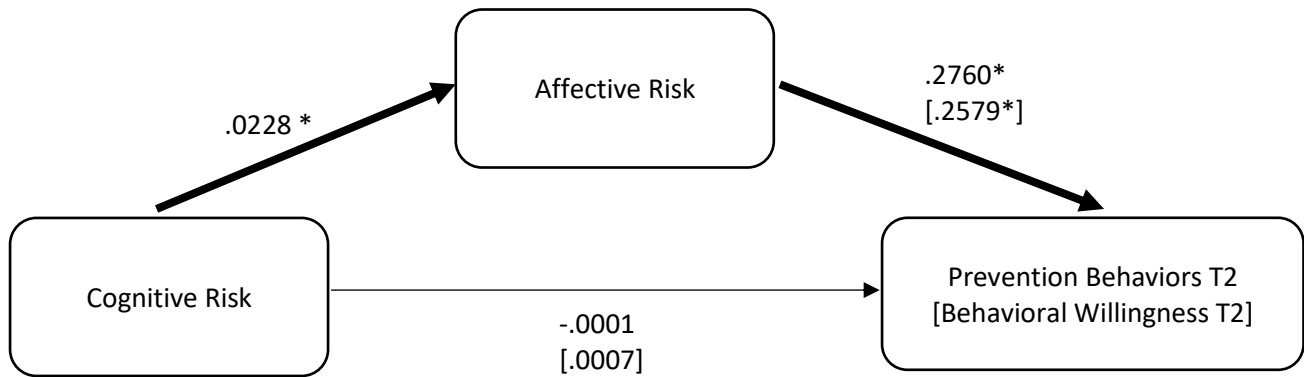 Affective Risk
.0228 *
.2760*
[.2579*]
Cognitive Risk
-.0001
[.0007]
Prevention Behaviors T2
[Behavioral Willingness T2]